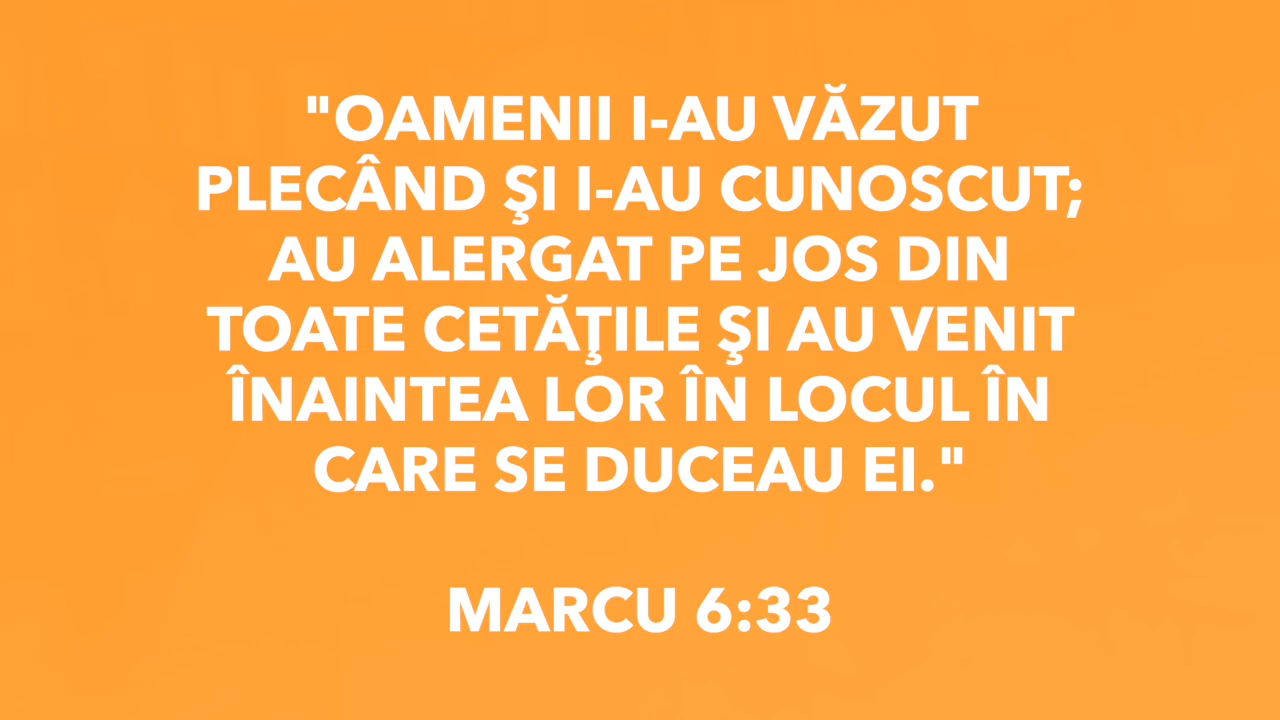 "OAMENII I-AU VĂZUT
PLECÂND ŞI I-AU CUNOSCUT;
AU ALERGAT PE JOS DIN
TOATE CETĂŢILE ŞI AU VENIT
ÎNAINTEA LOR ÎN LOCUL ÎN
CARE SE DUCEAU EI."
MARCU 6:33